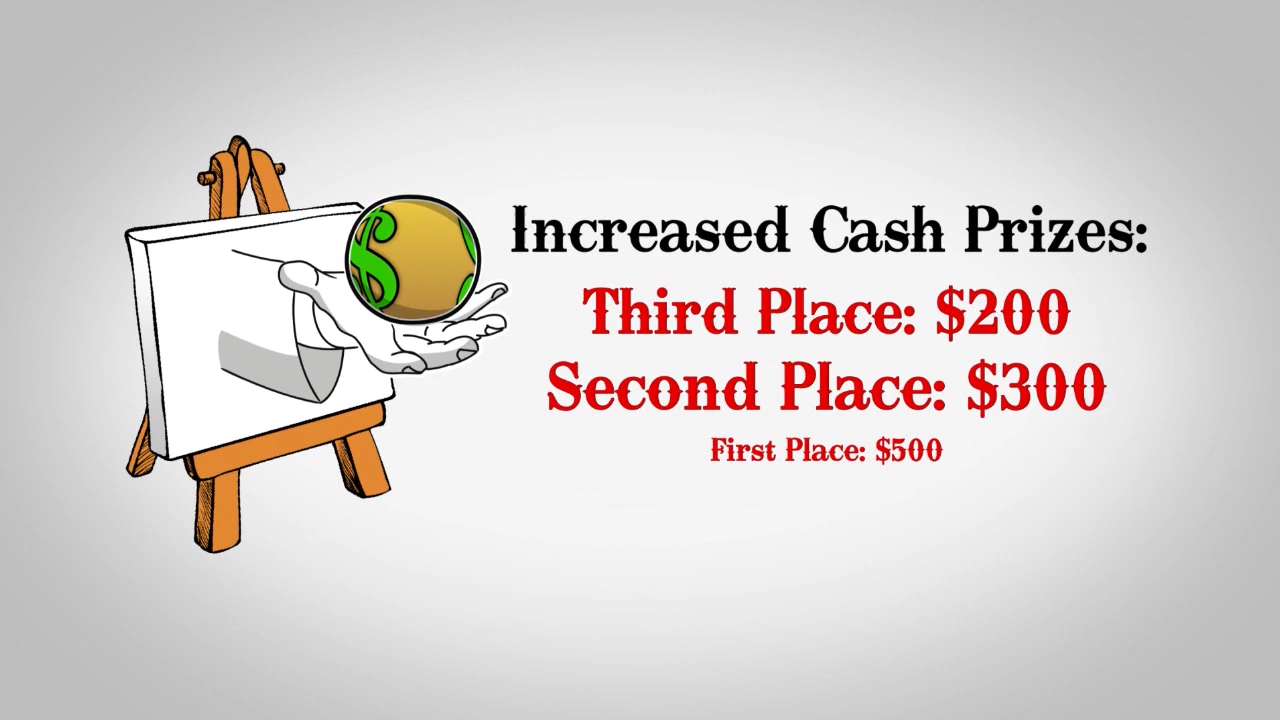 Increased Cash Prizes:
Third Place: $200
Second Place: $300
First Place: $500